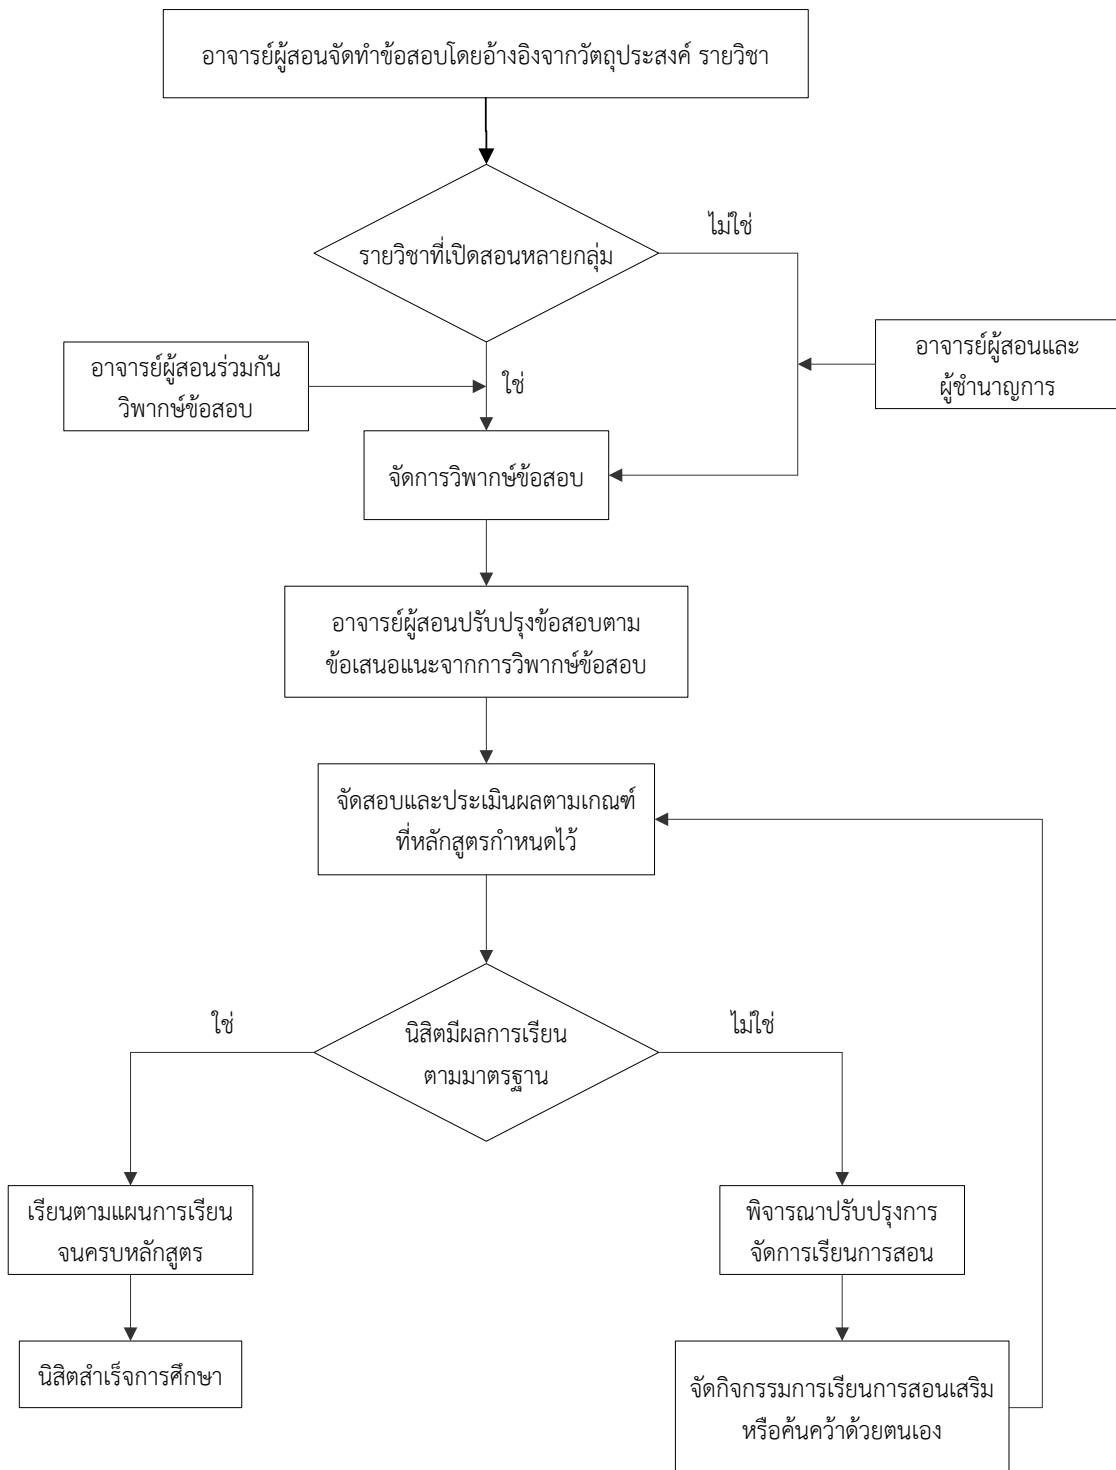 อาจารย์ผู้สอนจัดทำข้อสอบโดยอ้างอิงจากวัตถุประสงค์ รายวิชา
ไม่ใช่
รายวิชาที่เปิดสอนหลายกลุ่ม
อาจารย์ผู้สอนร่วมกัน
วิพากษ์ข้อสอบ
ใช่
อาจารย์ผู้สอนและ
ผู้ชำนาญการ
จัดการวิพากษ์ข้อสอบ
อาจารย์ผู้สอนปรับปรุงข้อสอบตาม
ข้อเสนอแนะจากการวิพากษ์ข้อสอบ
จัดสอบและประเมินผลตามเกณฑ์
ที่หลักสูตรกำหนดไว้
ใช่
ไม่ใช่
นิสิตมีผลการเรียน
ตามมาตรฐาน
เรียนตามแผนการเรียน
จนครบหลักสูตร
พิจารณาปรับปรุงการ
จัดการเรียนการสอน
นิสิตสำเร็จการศึกษา
จัดกิจกรรมการเรียนการสอนเสริม
หรือค้นคว้าด้วยตนเอง